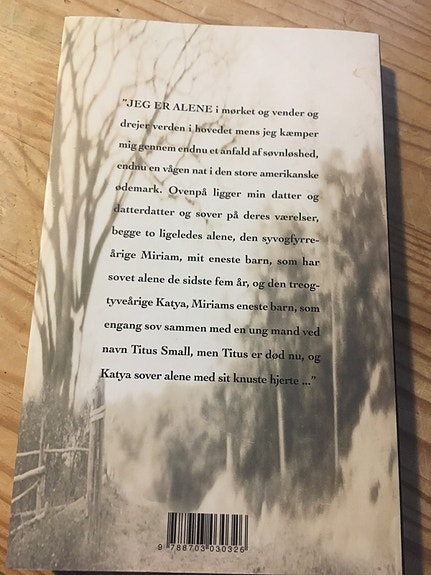 "JEG ER ALENE i mørket og vender og
drejer verden i hovedet mens jeg kæmper
mig gennem endnu et anfald af søvnløshed,
endnu en vågen nat i den store amerikanske
ødemark. Ovenpå ligger min datter og
datterdatter og sover på deres værelser,
begge to ligeledes alene, den syvogfyrre-
årige Miriam, mit eneste barn, som har
sovet alene de sidste fem år, og den treog-
tyveårige Katya, Miriams eneste barn, som
engang sov sammen med en ung mand ved
navn Titus Small, men Titus er død nu, og
Katya sover alene med sit knuste hjerte ..."
9 788703 030326